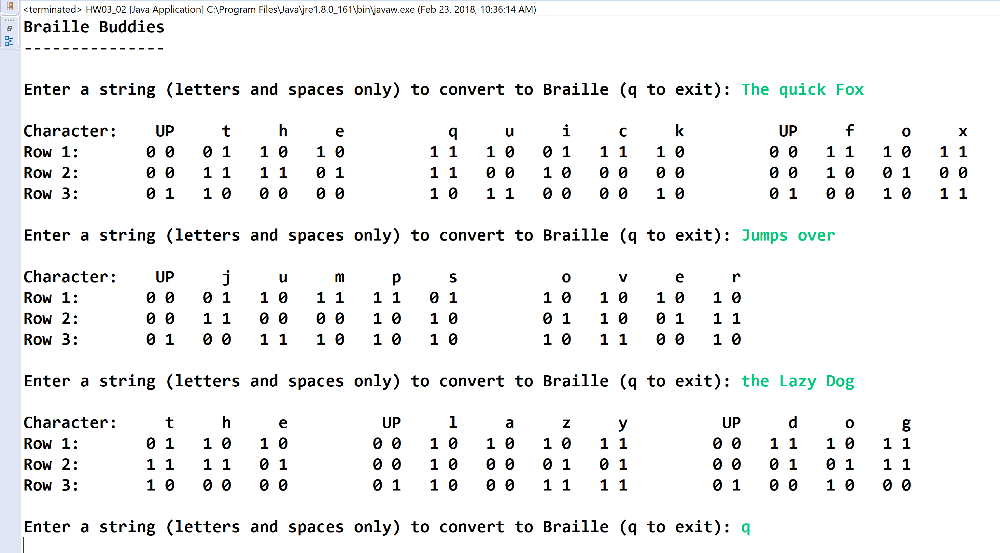 <terminated> HW03_02 [Java Application] C:\Program Files\Java\jre1.8.0_161\bin\javaw.exe (Feb 23, 2018, 10:36:14 AM)
Braille Buddies
---------------
Enter a string (letters and spaces only) to convert to Braille (q to exit): The quick Fox
Character:    UP     t     h     e           q     u     i     c     k          UP     f     o     x
Row 1:       0 0   0 1   1 0   1 0         1 1   1 0   0 1   1 1   1 0         0 0   1 1   1 0   1 1
Row 2:       0 0   1 1   1 1   0 1         1 1   0 0   1 0   0 0   0 0         0 0   1 0   0 1   0 0
Row 3:       0 1   1 0   0 0   0 0         1 0   1 1   0 0   0 0   1 0         0 1   0 0   1 0   1 1
Enter a string (letters and spaces only) to convert to Braille (q to exit): Jumps over
Character:    UP     j     u     m     p     s           o     v     e     r
Row 1:       0 0   0 1   1 0   1 1   1 1   0 1         1 0   1 0   1 0   1 0
Row 2:       0 0   1 1   0 0   0 0   1 0   1 0         0 1   1 0   0 1   1 1
Row 3:       0 1   0 0   1 1   1 0   1 0   1 0         1 0   1 1   0 0   1 0
Enter a string (letters and spaces only) to convert to Braille (q to exit): the Lazy Dog
Character:     t     h     e          UP     l     a     z     y          UP     d     o     g
Row 1:       0 1   1 0   1 0         0 0   1 0   1 0   1 0   1 1         0 0   1 1   1 0   1 1
Row 2:       1 1   1 1   0 1         0 0   1 0   0 0   0 1   0 1         0 0   0 1   0 1   1 1
Row 3:       1 0   0 0   0 0         0 1   1 0   0 0   1 1   1 1         0 1   0 0   1 0   0 0
Enter a string (letters and spaces only) to convert to Braille (q to exit): q